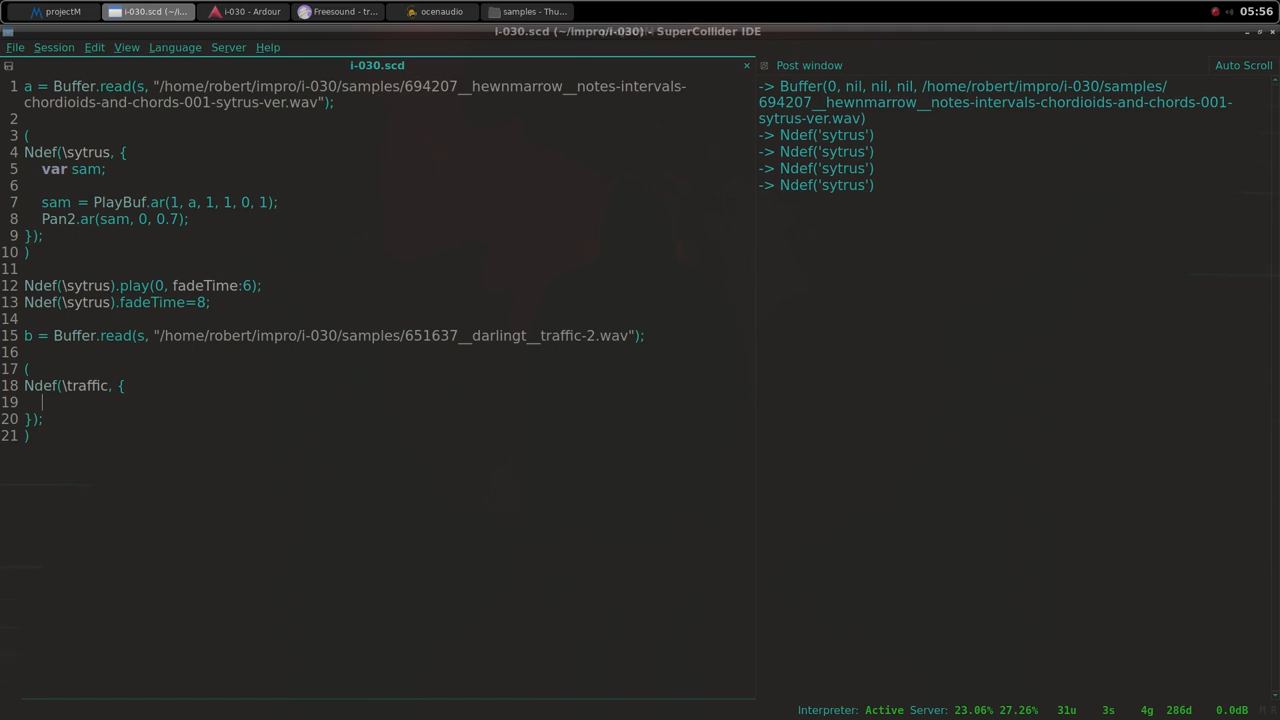 projectM
i-030.scd (~/i...
i-030 - Ardour
Freesound - tr...
ocenaudio
samples - Thu...
05:56
i-030.scd (~/impro/i-030) - SuperCollider IDE
File Session Edit View Language Server Help
i-030.scd
1 a = Buffer.read(s, "/home/robert/impro/i-030/samples/694207__hewnmarrow__notes-intervals-
chordioids-and-chords-001-sytrus-ver.wav");
2
3 (
4 Ndef(\sytrus, {
5 var sam;
6
7 sam = PlayBuf.ar(1, a, 1, 1, 0, 1);
8 Pan2.ar(sam, 0, 0.7);
9 });
10 )
11
12 Ndef(\sytrus).play(0, fadeTime:6);
13 Ndef(\sytrus).fadeTime=8;
14
15 b = Buffer.read(s, "/home/robert/impro/i-030/samples/651637__darlingt__traffic-2.wav");
16
17 (
18 Ndef(\traffic, {
19
20 });
21 )
Post window
Auto Scroll
-> Buffer(0, nil, nil, nil, /home/robert/impro/i-030/samples/
694207__hewnmarrow__notes-intervals-chordioids-and-chords-001-
sytrus-ver.wav)
-> Ndef('sytrus')
-> Ndef('sytrus')
-> Ndef('sytrus')
-> Ndef('sytrus')
Interpreter: Active Server: 23.06% 27.26% 31u 3s 4g 286d 0.0dB